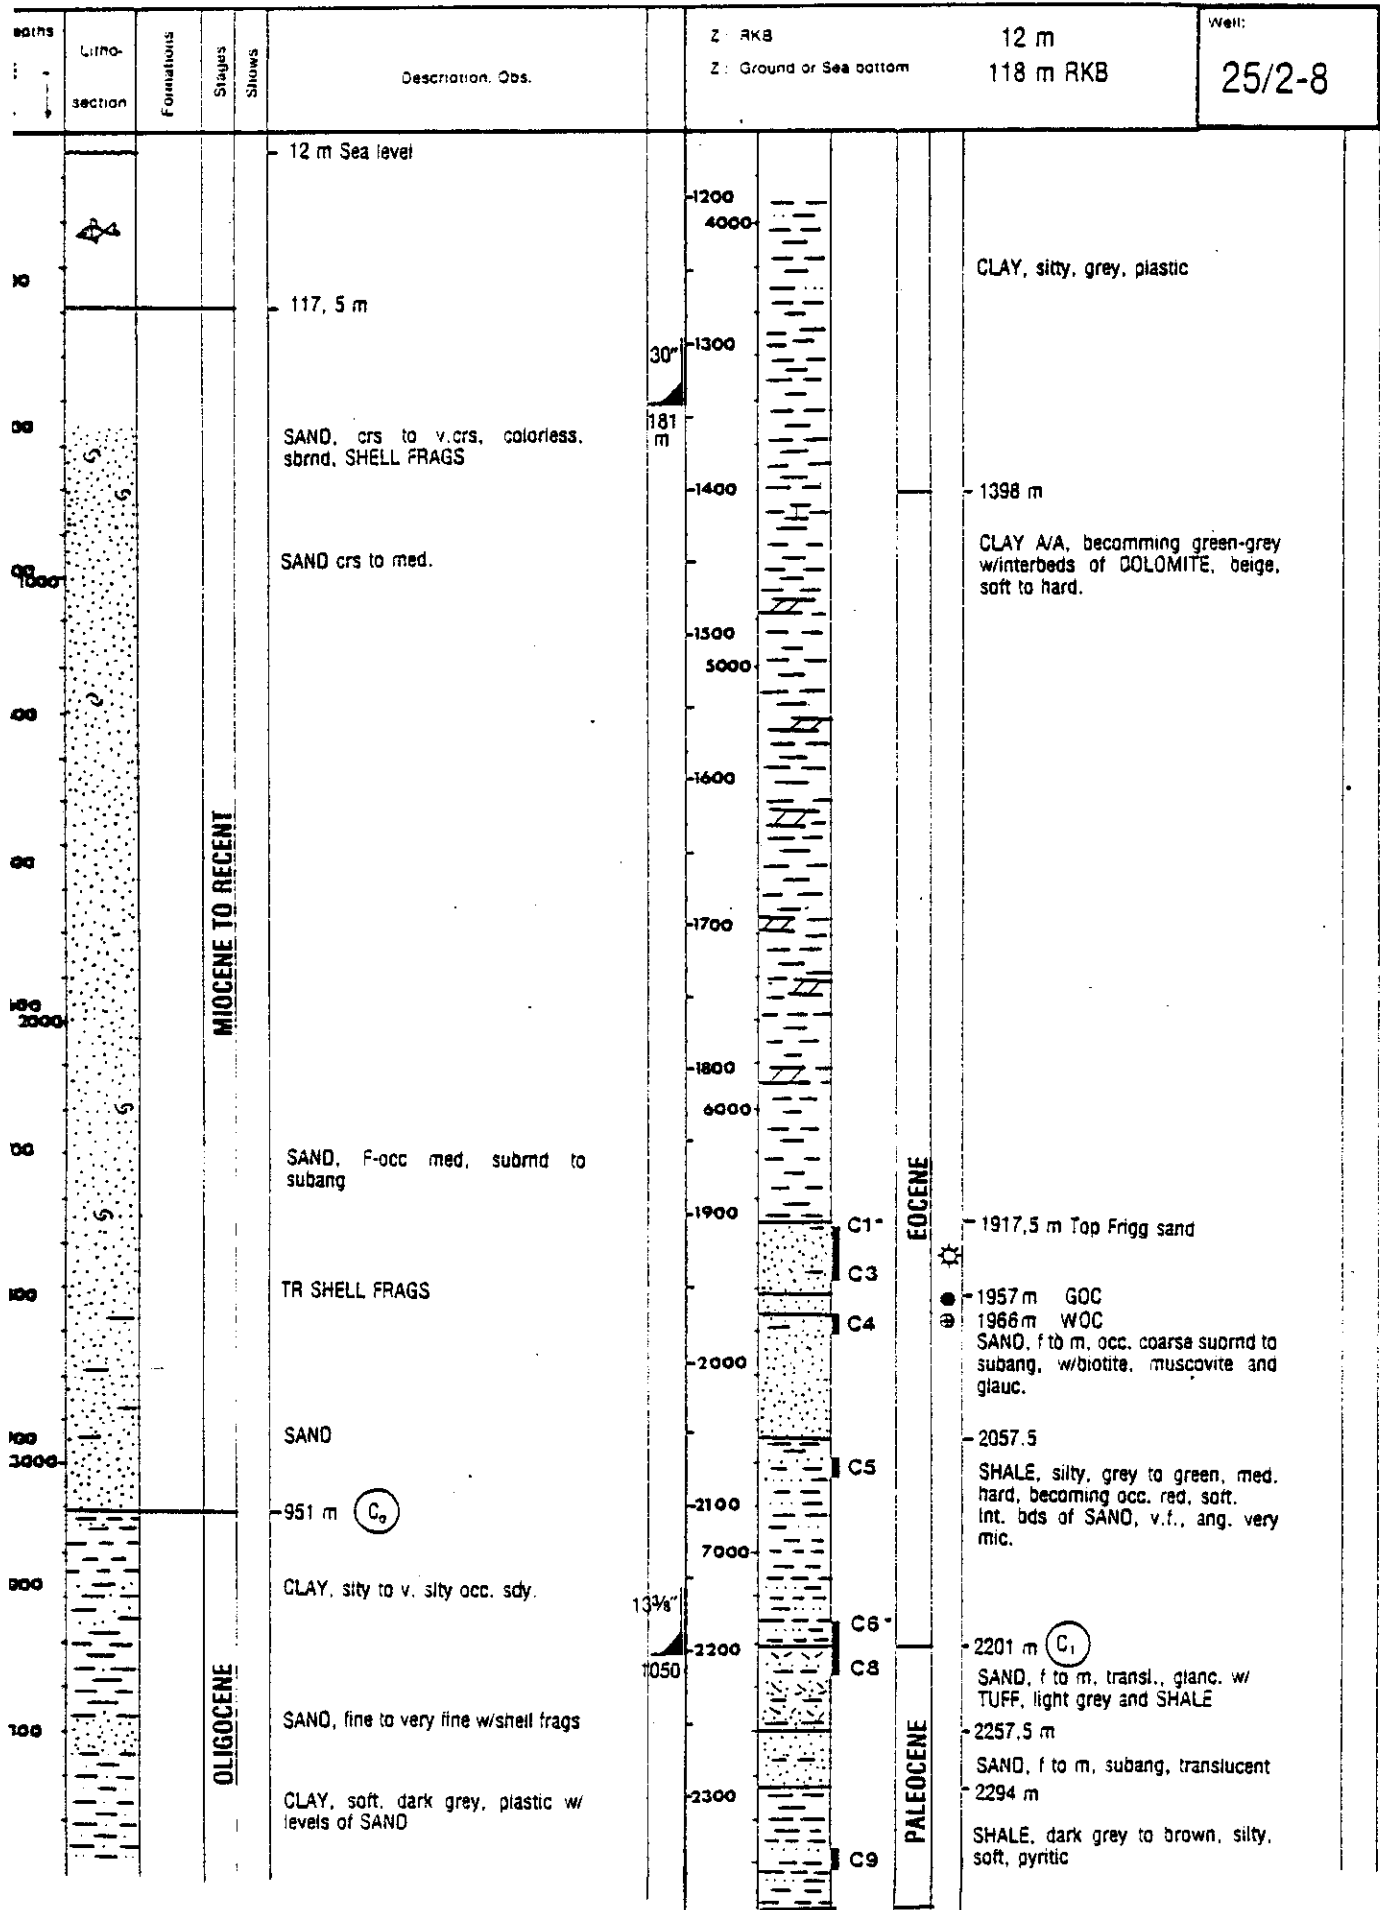 Litho-
section
Formations
Stages
Shows
Description. Obs.
Z : RKB 12 m
Z : Ground or Sea bottom 118 m RKB
Well:
25/2-8
12 m Sea level
117, 5 m
30"
181
m
SAND, crs to v.crs, colorless,
sbrnd, SHELL FRAGS
SAND crs to med.
1000
MIOCENE TO RECENT
2000
SAND, F-occ med, subrnd to
subang
TR SHELL FRAGS
SAND
3000
951 m
CLAY, slty to v. slty occ. sdy.
13⅜"
1050
OLIGOCENE
SAND, fine to very fine w/shell frags
CLAY, soft, dark grey, plastic w/
levels of SAND
1200
4000
CLAY, silty, grey, plastic
1300
1400
1398 m
CLAY A/A, becomming green-grey
w/interbeds of DOLOMITE, beige,
soft to hard.
1500
5000
1600
1700
1800
6000
EOCENE
1900
C1
1917,5 m Top Frigg sand
C3
1957 m GOC
C4
1966 m WOC
SAND, f to m, occ. coarse subrnd to
subang, w/biotite, muscovite and
glauc.
2000
2057.5
C5
SHALE, silty, grey to green, med.
hard, becoming occ. red, soft.
Int. bds of SAND, v.f., ang. very
mic.
2100
7000
C6
2200
2201 m C₁
C8
SAND, f to m, transl., glanc. w/
TUFF, light grey and SHALE
2257,5 m
SAND, f to m, subang, translucent
PALEOCENE
2300
2294 m
SHALE, dark grey to brown, silty,
soft, pyritic
C9